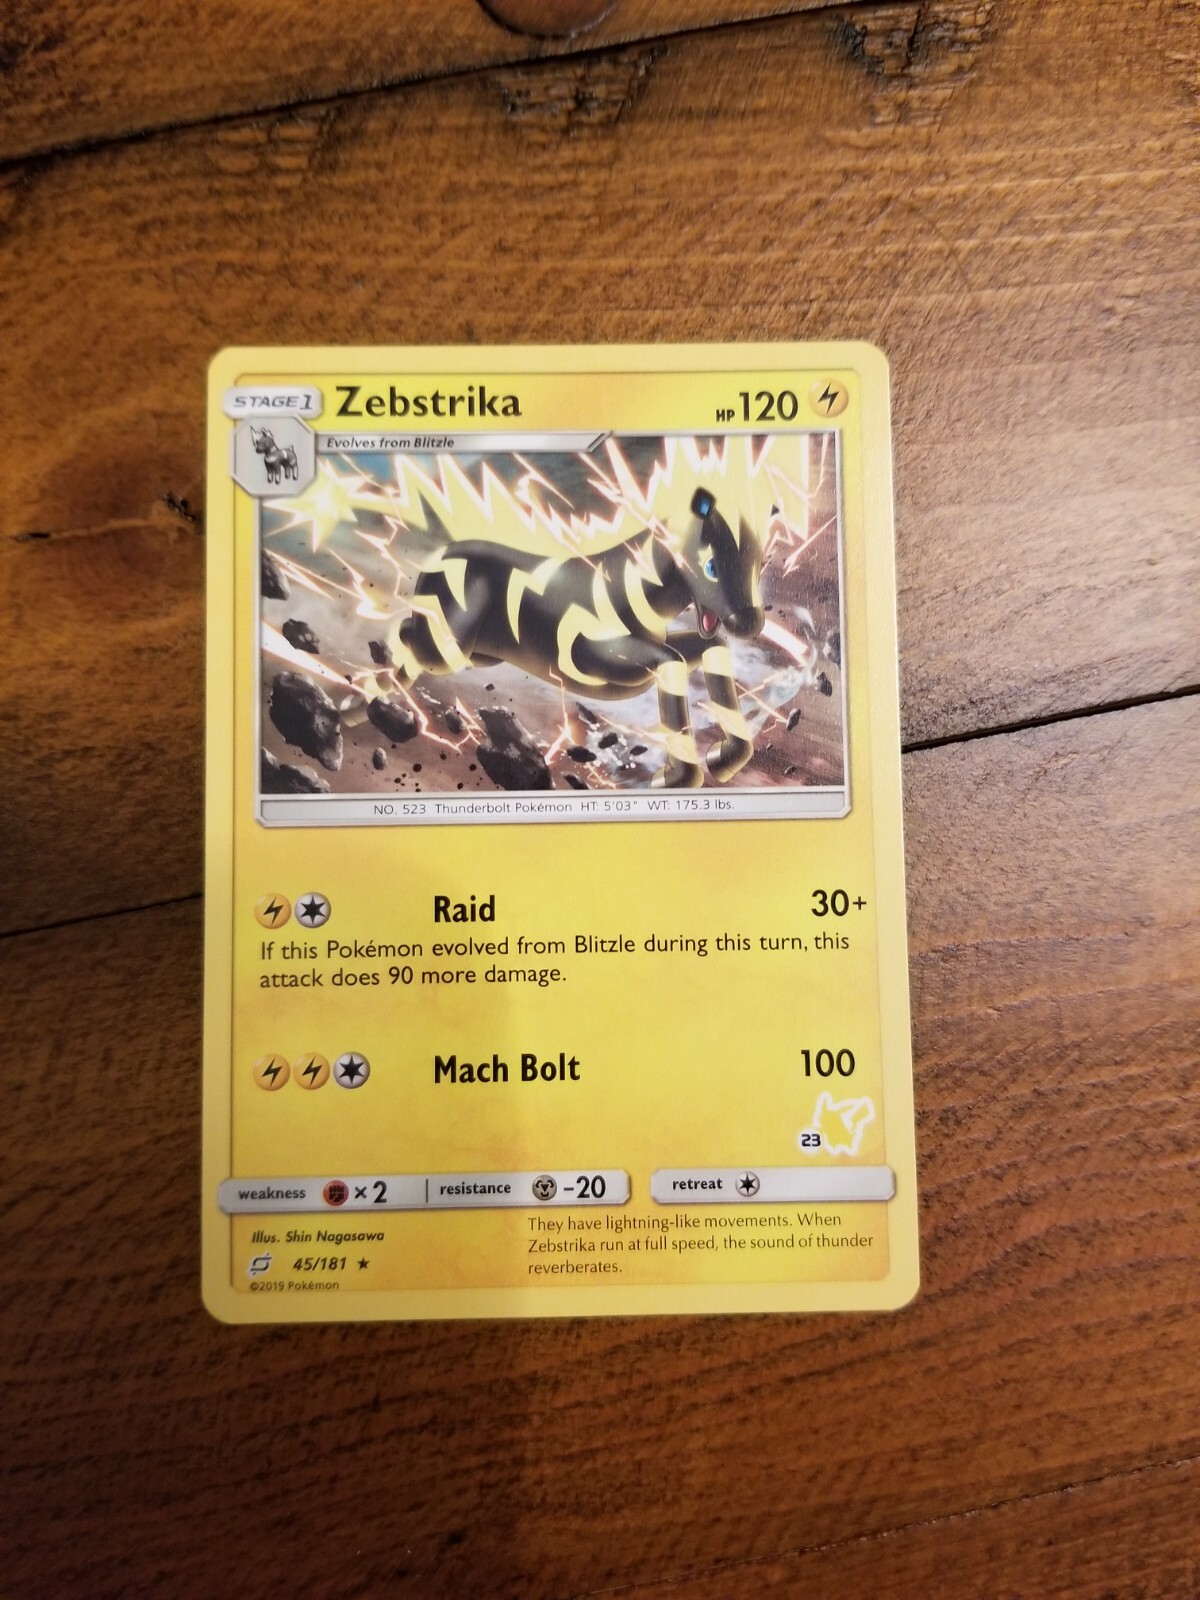 STAGE 1 Zebstrika HP 120
Evolves from Blitzle
NO. 523 Thunderbolt Pokémon HT: 5'03" WT: 175.3 lbs.
Raid 30+
If this Pokémon evolved from Blitzle during this turn, this
attack does 90 more damage.
Mach Bolt 100
23
weakness ×2 resistance -20 retreat
Illus. Shin Nagasawa
45/181 ★
©2019 Pokémon
They have lightning-like movements. When
Zebstrika run at full speed, the sound of thunder
reverberates.